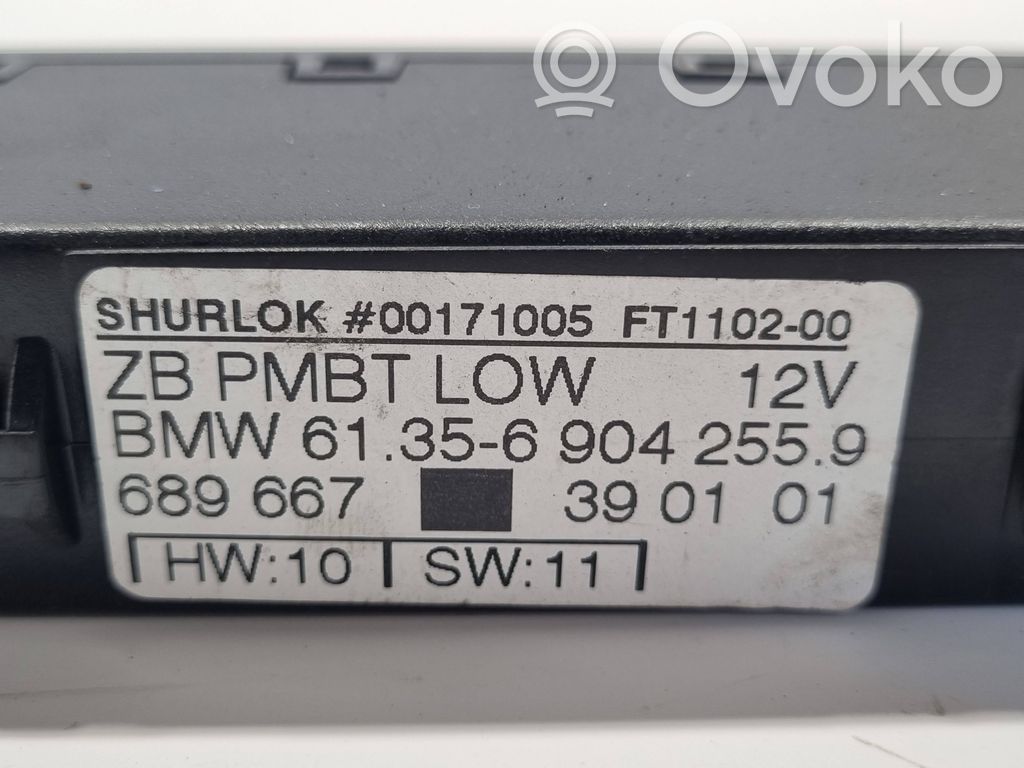 Ovoko
SHURLOK #00171005 FT1102-00
ZB PMBT LOW 12V
BMW 61.35-6 904 255.9
689 667 39 01 01
HW:10 SW:11